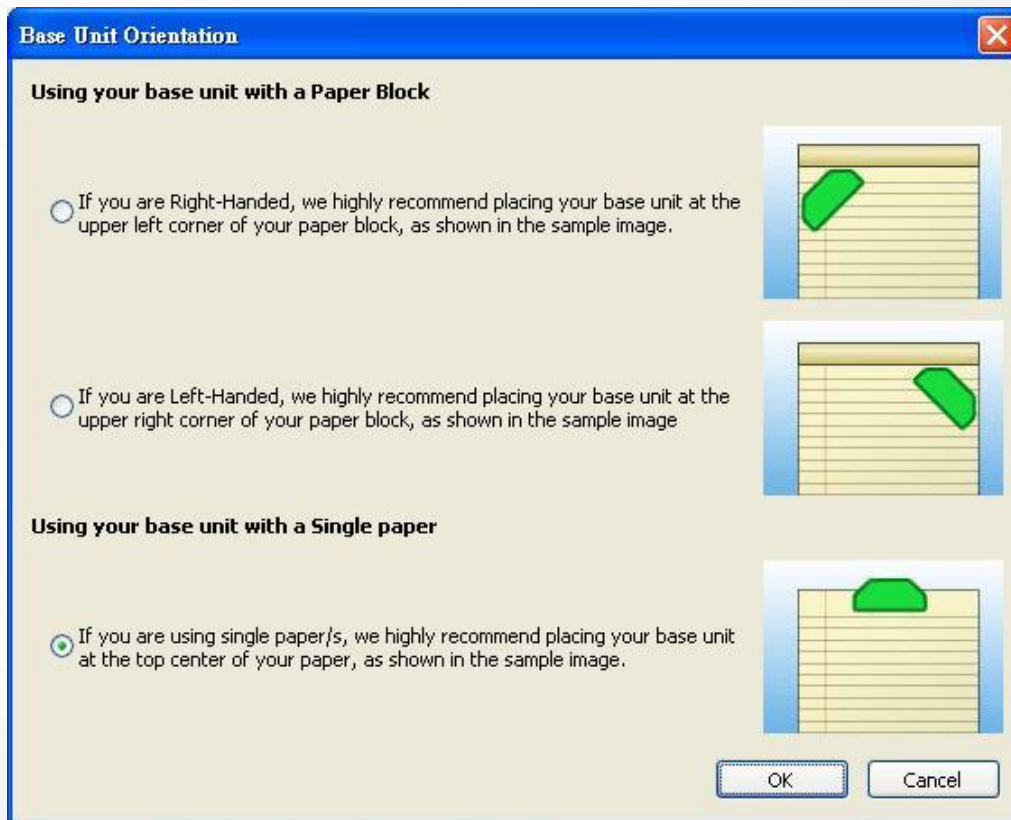 Base Unit Orientation
Using your base unit with a Paper Block
If you are Right-Handed, we highly recommend placing your base unit at the
upper left corner of your paper block, as shown in the sample image.
If you are Left-Handed, we highly recommend placing your base unit at the
upper right corner of your paper block, as shown in the sample image
Using your base unit with a Single paper
If you are using single paper/s, we highly recommend placing your base unit
at the top center of your paper, as shown in the sample image.
OK
Cancel